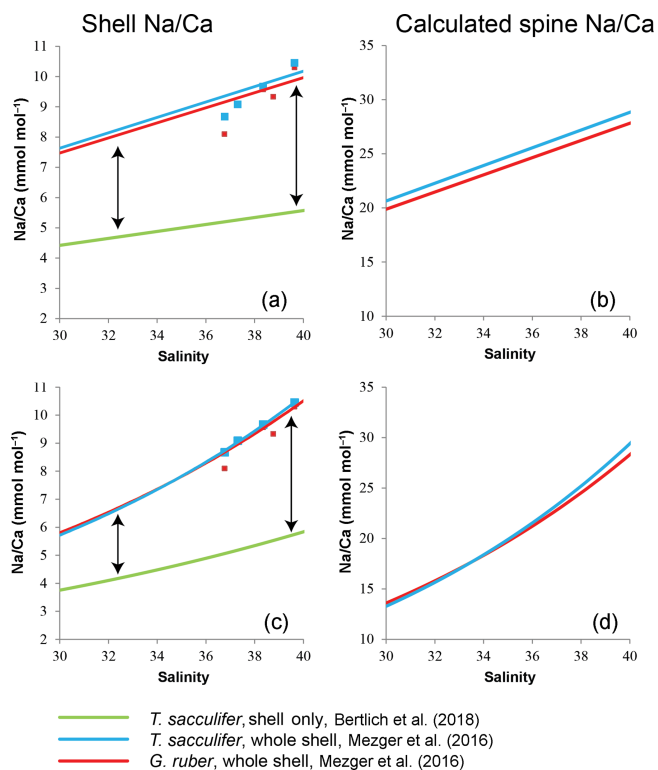 Shell Na/Ca
Calculated spine Na/Ca
11
10
9
8
7
6
5
4
3
2
Na/Ca (mmol mol⁻¹)
30 32 34 36 38 40
Salinity
(a)
35
30
25
20
15
10
Na/Ca (mmol mol⁻¹)
30 32 34 36 38 40
Salinity
(b)
11
10
9
8
7
6
5
4
3
2
Na/Ca (mmol mol⁻¹)
30 32 34 36 38 40
Salinity
(c)
35
30
25
20
15
10
Na/Ca (mmol mol⁻¹)
30 32 34 36 38 40
Salinity
(d)
T. sacculifer, shell only, Bertlich et al. (2018)
T. sacculifer, whole shell, Mezger et al. (2016)
G. ruber, whole shell, Mezger et al. (2016)